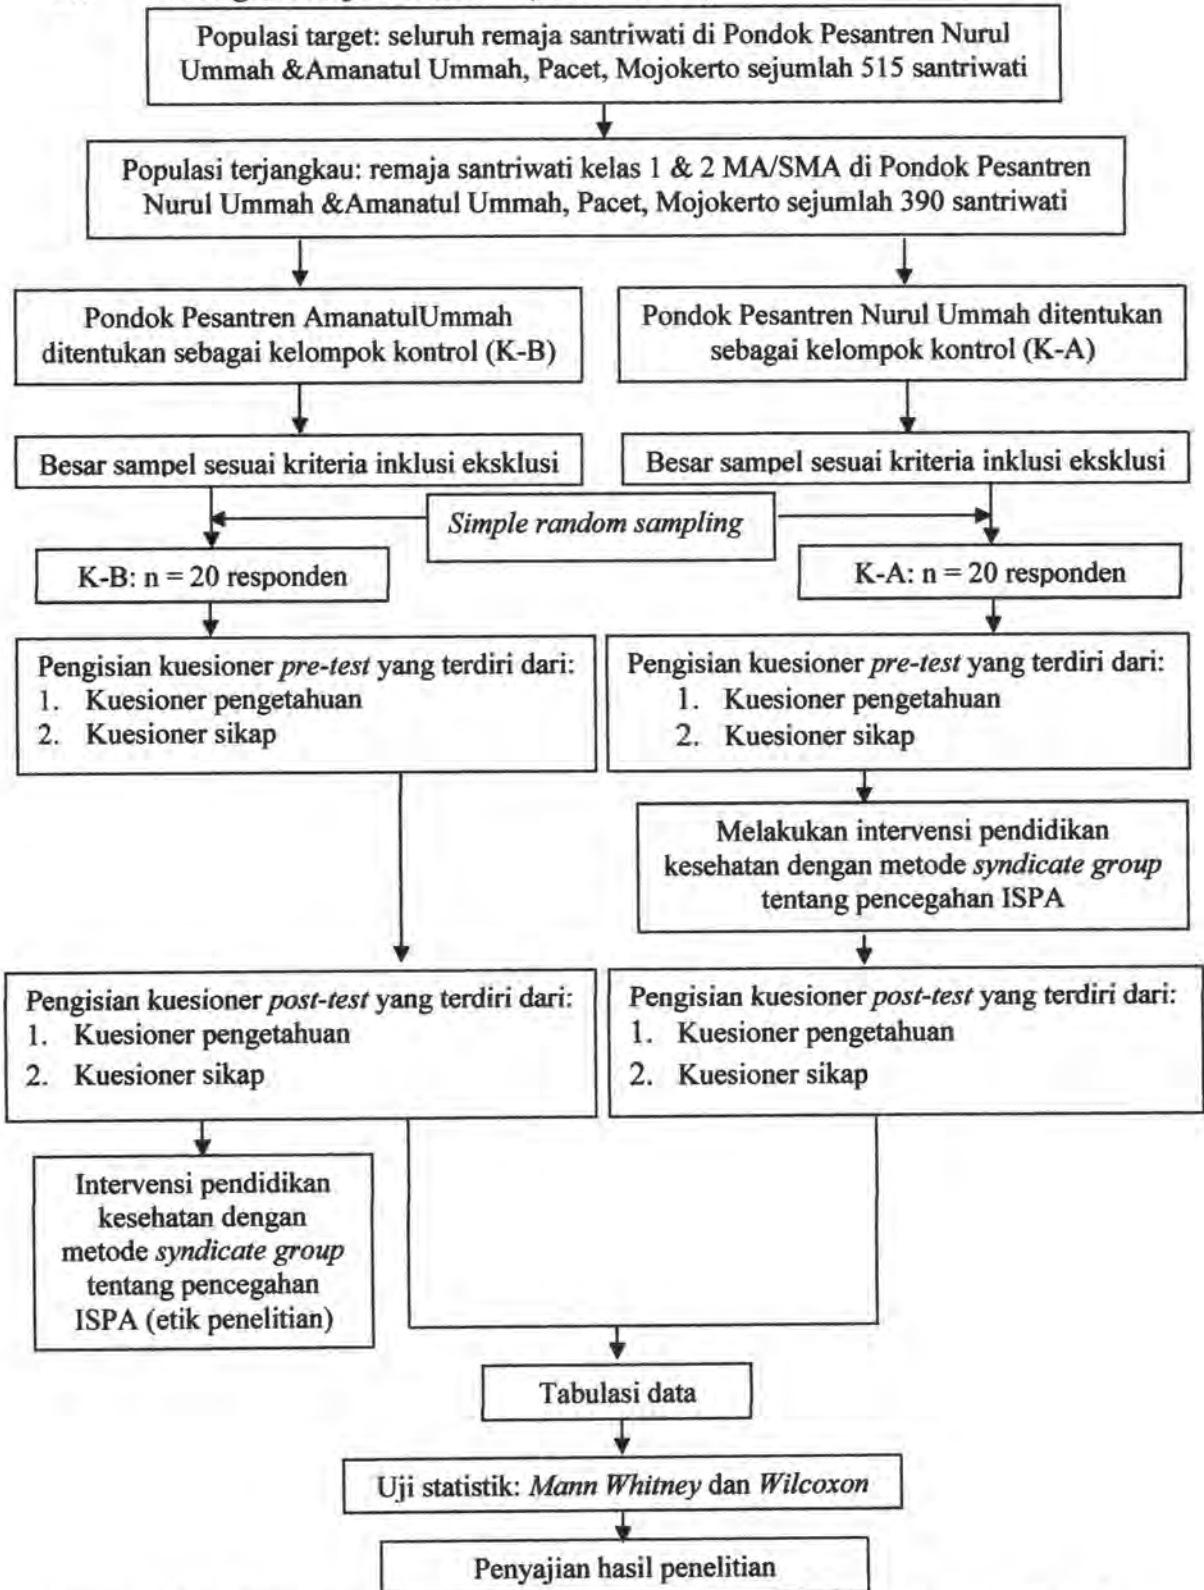 Populasi target: seluruh remaja santriwati di Pondok Pesantren Nurul
Ummah &Amanatul Ummah, Pacet, Mojokerto sejumlah 515 santriwati
Populasi terjangkau: remaja santriwati kelas 1 & 2 MA/SMA di Pondok Pesantren
Nurul Ummah &Amanatul Ummah, Pacet, Mojokerto sejumlah 390 santriwati
Pondok Pesantren AmanatulUmmah
ditentukan sebagai kelompok kontrol (K-B)
Pondok Pesantren Nurul Ummah ditentukan
sebagai kelompok kontrol (K-A)
Besar sampel sesuai kriteria inklusi eksklusi
Besar sampel sesuai kriteria inklusi eksklusi
Simple random sampling
K-B: n = 20 responden
K-A: n = 20 responden
Pengisian kuesioner pre-test yang terdiri dari:
1. Kuesioner pengetahuan
2. Kuesioner sikap
Pengisian kuesioner pre-test yang terdiri dari:
1. Kuesioner pengetahuan
2. Kuesioner sikap
Melakukan intervensi pendidikan
kesehatan dengan metode syndicate group
tentang pencegahan ISPA
Pengisian kuesioner post-test yang terdiri dari:
1. Kuesioner pengetahuan
2. Kuesioner sikap
Pengisian kuesioner post-test yang terdiri dari:
1. Kuesioner pengetahuan
2. Kuesioner sikap
Intervensi pendidikan
kesehatan dengan
metode syndicate group
tentang pencegahan
ISPA (etik penelitian)
Tabulasi data
Uji statistik: Mann Whitney dan Wilcoxon
Penyajian hasil penelitian